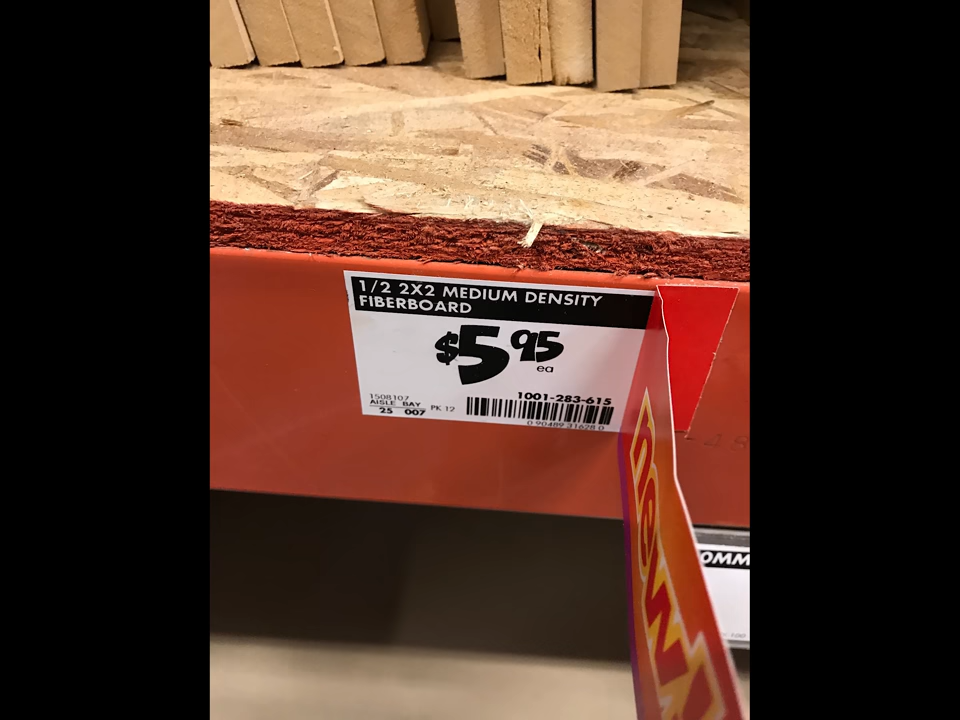 1/2 2X2 MEDIUM DENSITY
FIBERBOARD
$5 95
ea
1508107
AISLE BAY
25 007
PK 12
1001-283-615
0 90489 31628 0
new!
OMM